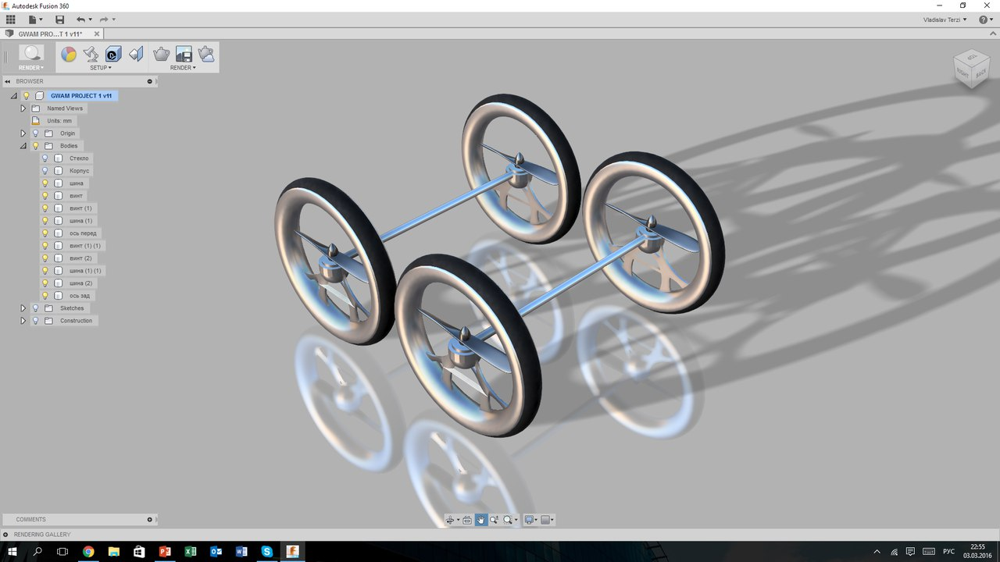 Autodesk Fusion 360
Vladislav Terzi
GWAM PRO...T 1 v11*
RENDER
SETUP
RENDER
TOP
RIGHT
BACK
BROWSER
GWAM PROJECT 1 v11
Named Views
Units: mm
Origin
Bodies
Стекло
Корпус
шина
винт
винт (1)
шина (1)
ось перед
винт (1) (1)
винт (2)
шина (1) (1)
шина (2)
ось зад
Sketches
Construction
COMMENTS
RENDERING GALLERY
РУС
22:55
03.03.2016